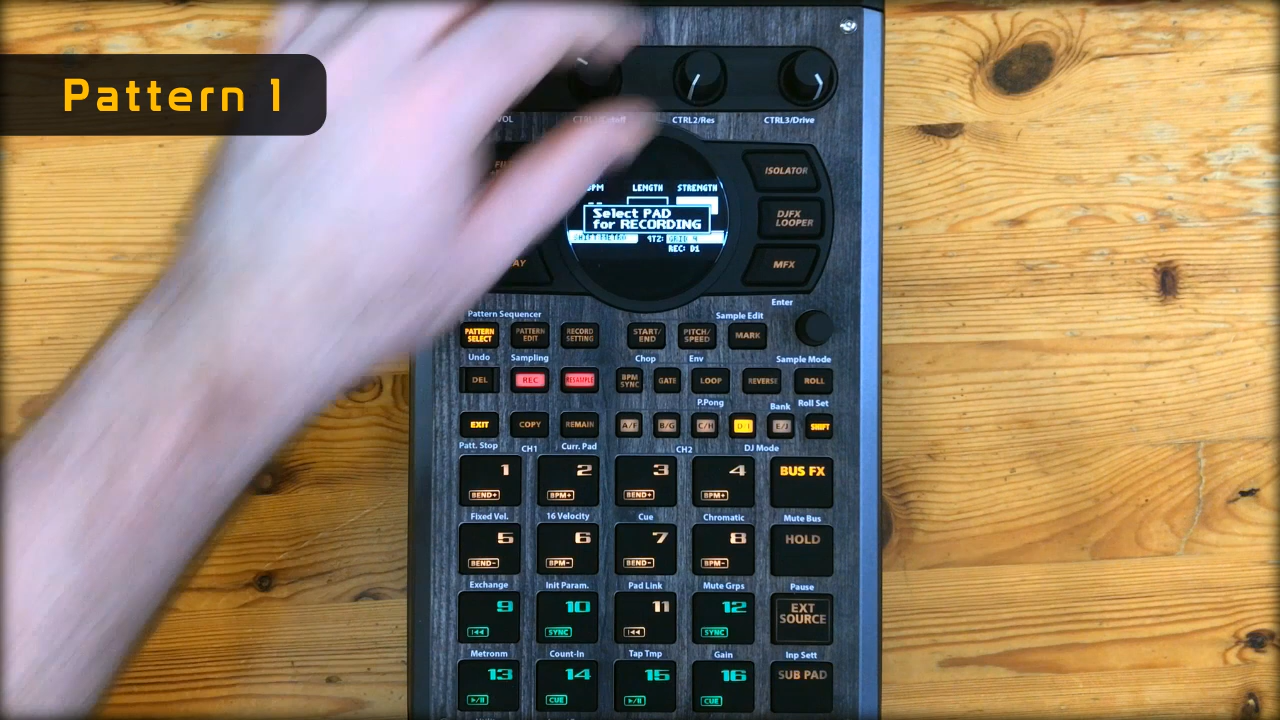 Pattern 1
VOL
CTRL2/Res
CTRL3/Drive
ISOLATOR
LENGTH
STRENGTH
DJFX
LOOPER
Select PAD
for RECORDING
QTZ:
REC: D1
MFX
Enter
Pattern Sequencer
Sample Edit
PATTERN SELECT
PATTERN EDIT
RECORD SETTING
START/ END
PITCH/ SPEED
MARK
Undo
Sampling
Chop
Env
Sample Mode
DEL
REC
RESAMPLE
BPM SYNC
GATE
LOOP
REVERSE
ROLL
P.Pong
Bank
Roll Set
EXIT
COPY
REMAIN
A/F
B/G
C/H
D/I
E/J
SHIFT
Patt. Stop
CH1
Curr. Pad
CH2
DJ Mode
1
2
3
4
BUS FX
BEND+
BPM+
BEND+
BPM+
Fixed Vel.
16 Velocity
Cue
Chromatic
Mute Bus
5
6
7
8
HOLD
BEND-
BPM-
BEND-
BPM-
Exchange
Init Param.
Pad Link
Mute Grps
Pause
9
10
11
12
EXT
SOURCE
SYNC
SYNC
Metronm
Count-In
Tap Tmp
Gain
Inp Sett
13
14
15
16
SUB PAD
CUE
CUE